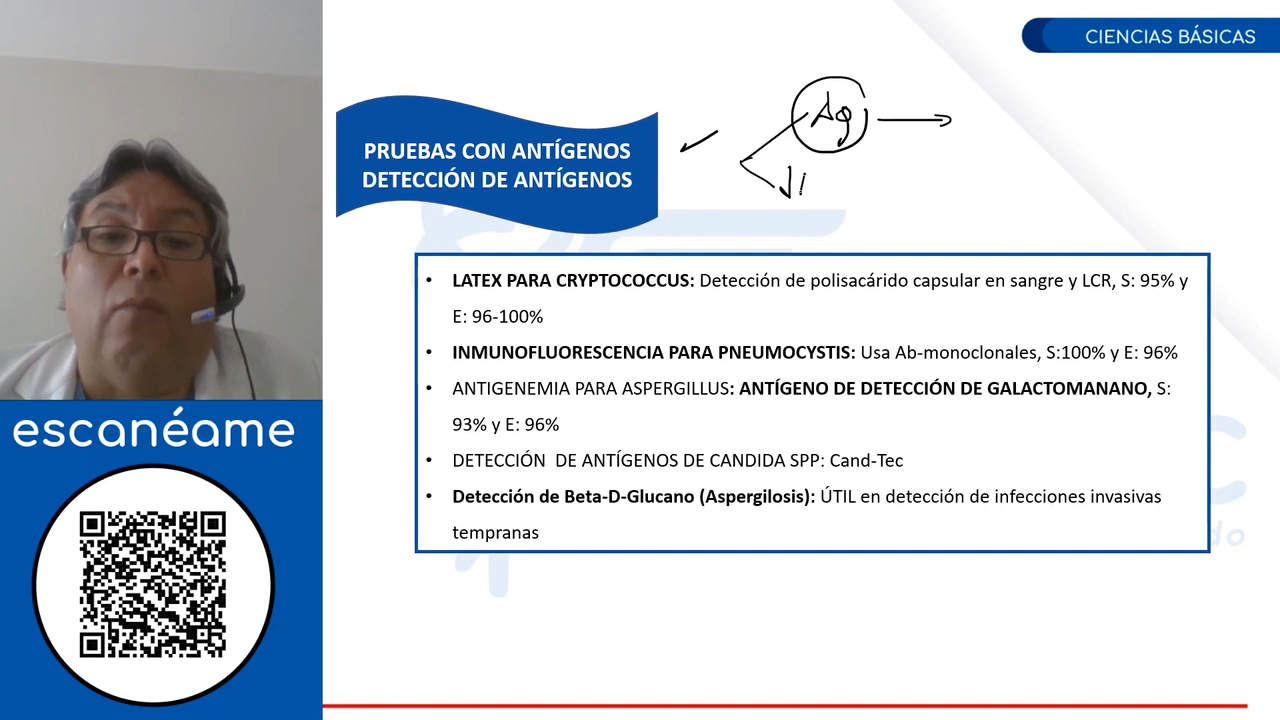 CIENCIAS BÁSICAS
PRUEBAS CON ANTÍGENOS
DETECCIÓN DE ANTÍGENOS
Ag
• LATEX PARA CRYPTOCOCCUS: Detección de polisacárido capsular en sangre y LCR, S: 95% y
E: 96-100%
• INMUNOFLUORESCENCIA PARA PNEUMOCYSTIS: Usa Ab-monoclonales, S:100% y E: 96%
• ANTIGENEMIA PARA ASPERGILLUS: ANTÍGENO DE DETECCIÓN DE GALACTOMANANO, S:
93% y E: 96%
• DETECCIÓN DE ANTÍGENOS DE CANDIDA SPP: Cand-Tec
• Detección de Beta-D-Glucano (Aspergilosis): ÚTIL en detección de infecciones invasivas
tempranas
escanéame